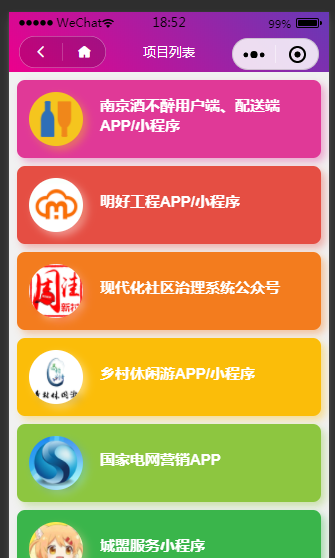 WeChat
18:52
99%
项目列表
南京酒不醉用户端、配送端
APP/小程序
明好工程APP/小程序
现代化社区治理系统公众号
乡村休闲游APP/小程序
国家电网营销APP
城盟服务小程序